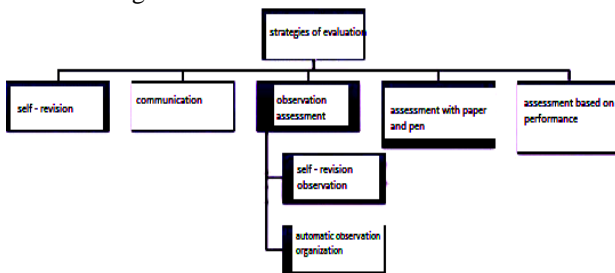 strategies of evaluation
self - revision
communication
observation
assessment
assessment with paper
and pen
assessment based on
performance
self - revision
observation
automatic observation
organization